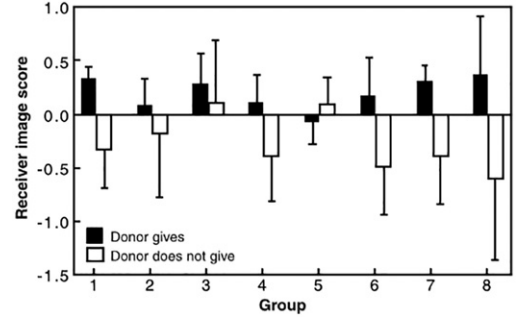 1.0
0.5
0.0
-0.5
-1.0
-1.5
Receiver image score
Donor gives
Donor does not give
1 2 3 4 5 6 7 8
Group